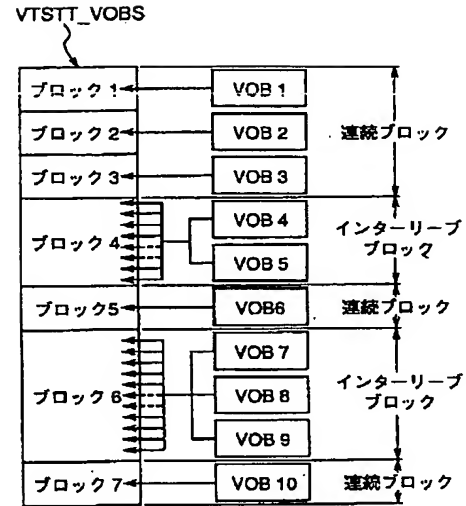 VTSTT_VOBS
ブロック 1
VOB 1
ブロック 2
VOB 2
連続ブロック
ブロック 3
VOB 3
ブロック 4
VOB 4
VOB 5
インターリーブ
ブロック
ブロック5
VOB6
連続ブロック
ブロック 6
VOB 7
VOB 8
VOB 9
インターリーブ
ブロック
ブロック 7
VOB 10
連続ブロック